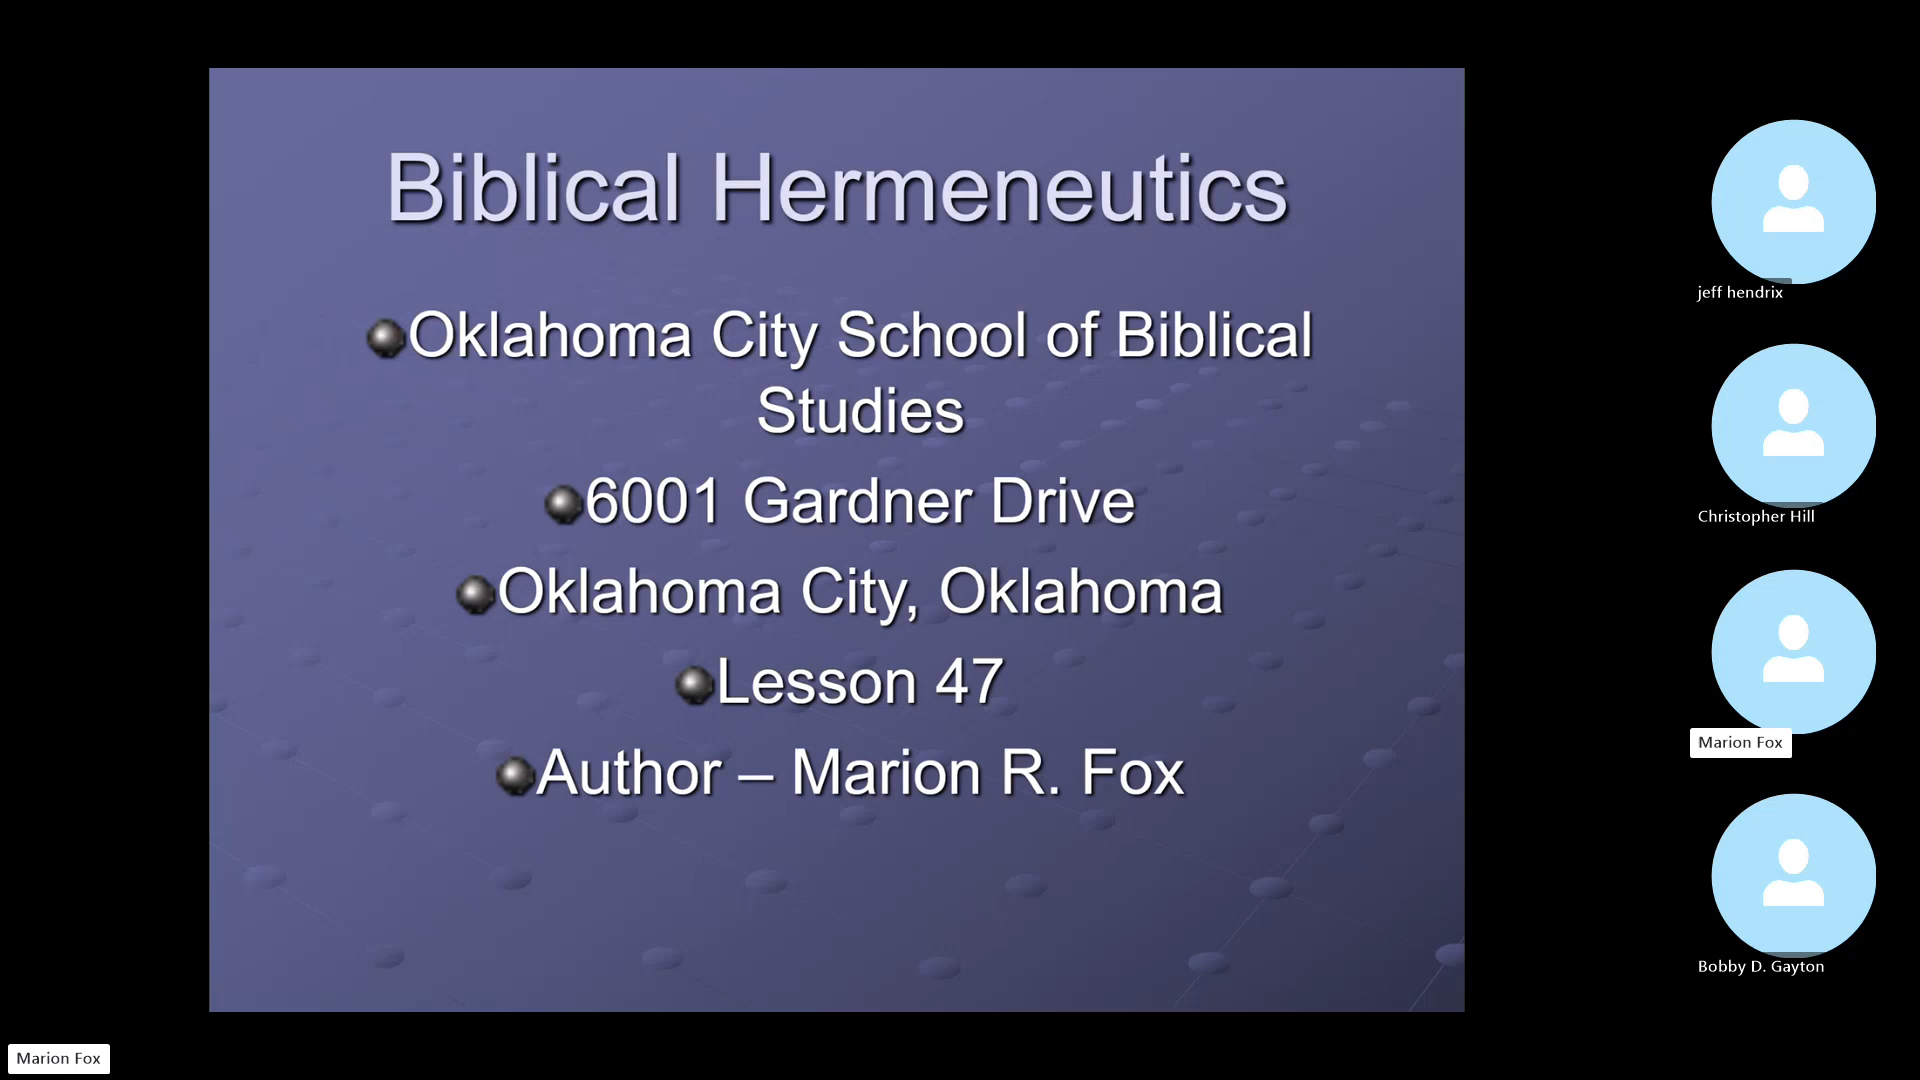 Biblical Hermeneutics
Oklahoma City School of Biblical
Studies
6001 Gardner Drive
Oklahoma City, Oklahoma
Lesson 47
Author – Marion R. Fox
jeff hendrix
Christopher Hill
Marion Fox
Bobby D. Gayton
Marion Fox